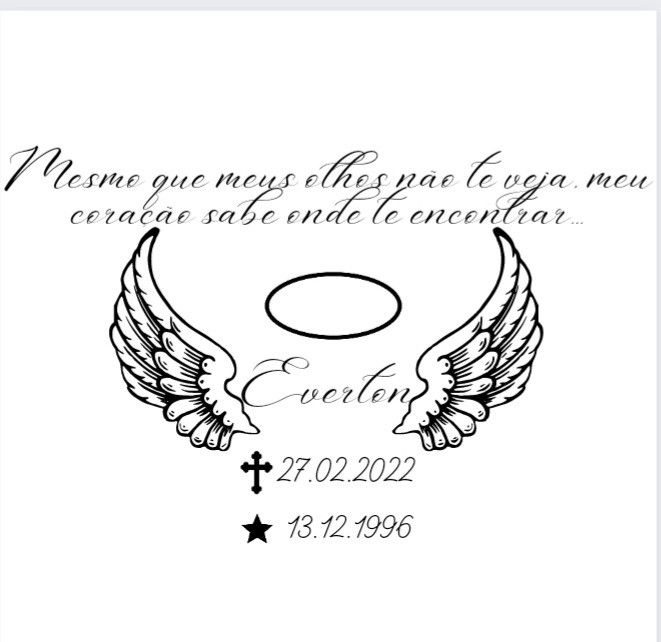 Mesmo que meus olhos não te veja, meu
coração sabe onde te encontrar...
Everton
27.02.2022
13.12.1996